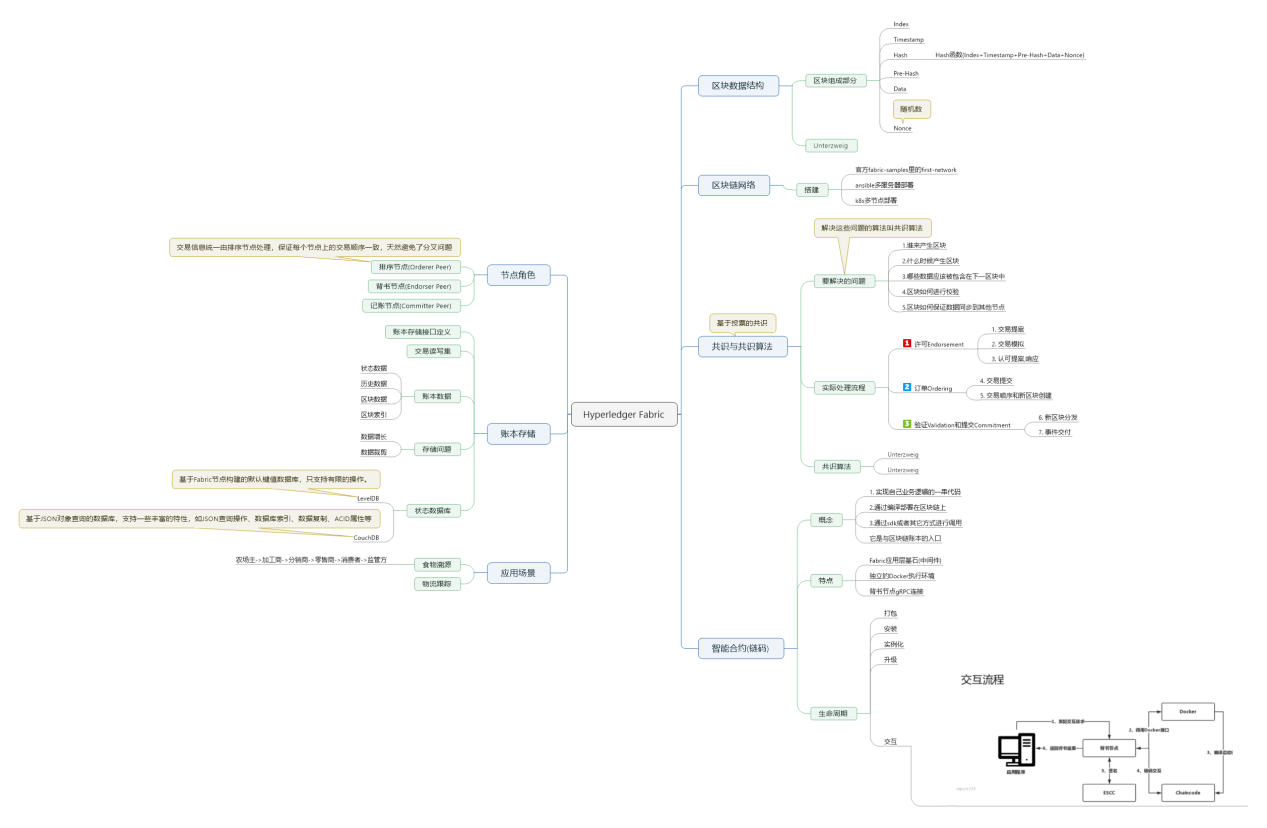 Hyperledger Fabric
区块数据结构
区块组成部分
Index
Timestamp
Hash
Hash函数(Index+Timestamp+Pre-Hash+Data+Nonce)
Pre-Hash
Data
随机数
Nonce
Unterzweig
区块链网络
搭建
官方fabric-samples里的first-network
ansible多服务器部署
k8s多节点部署
基于投票的共识
共识与共识算法
解决这些问题的算法叫共识算法
要解决的问题
1.谁来产生区块
2.什么时候产生区块
3.哪些数据应该被包含在下一区块中
4.区块如何进行校验
5.区块如何保证数据同步到其他节点
实际处理流程
1 许可Endorsement
1. 交易提案
2. 交易模拟
3. 认可提案,响应
2 订单Ordering
4. 交易提交
5. 交易顺序和新区块创建
3 验证Validation和提交Commitment
6. 新区块分发
7. 事件交付
共识算法
Unterzweig
Unterzweig
智能合约(链码)
概念
1. 实现自己业务逻辑的一串代码
2.通过编译部署在区块链上
3.通过sdk或者其它方式进行调用
它是与区块链账本的入口
特点
Fabric应用层基石(中间件)
独立的Docker执行环境
背书节点gRPC连接
生命周期
打包
安装
实例化
升级
交互
交互流程
Docker
背书节点
2、调用Docker接口
4、链码交互
5、签名
ESCC
Chaincode
应用程序
节点角色
交易信息统一由排序节点处理，保证每个节点上的交易顺序一致，天然避免了分叉问题
排序节点(Orderer Peer)
背书节点(Endorser Peer)
记账节点(Committer Peer)
账本存储
账本存储接口定义
交易读写集
账本数据
状态数据
历史数据
区块数据
区块索引
存储问题
数据增长
数据裁剪
状态数据库
基于Fabric节点构建的默认键值数据库，只支持有限的操作。
LevelDB
基于JSON对象查询的数据库，支持一些丰富的特性，如JSON查询操作、数据库索引、数据复制、ACID属性等
CouchDB
应用场景
食物溯源
农场主->加工商->分销商->零售商->消费者->监管方
物流跟踪